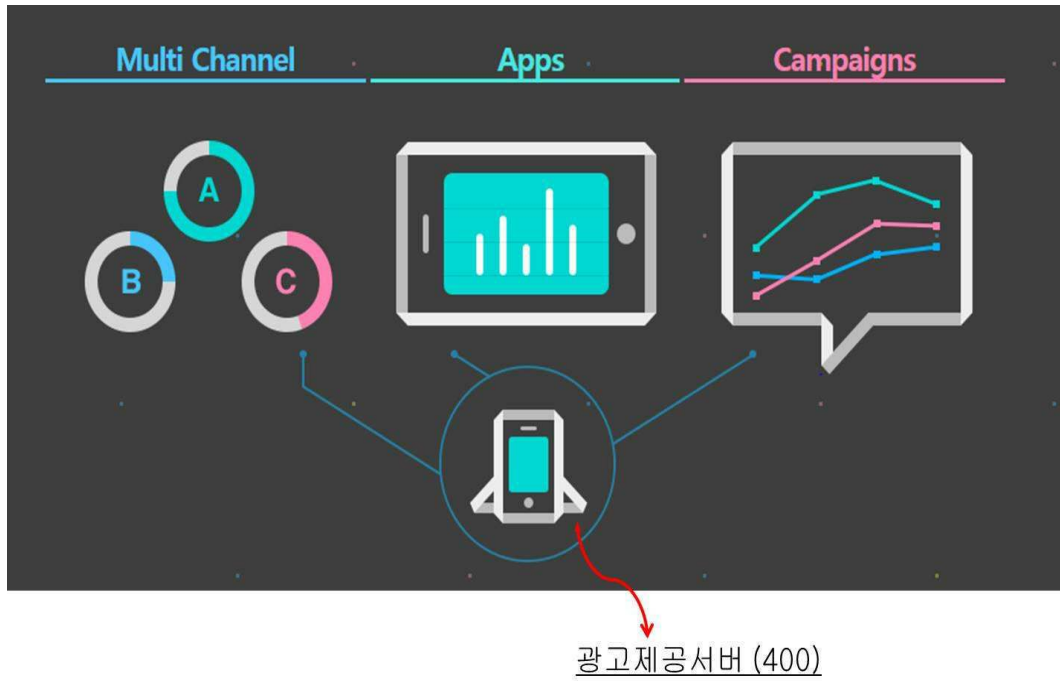 Multi Channel
Apps
Campaigns
A
B
C
광고제공서버 (400)